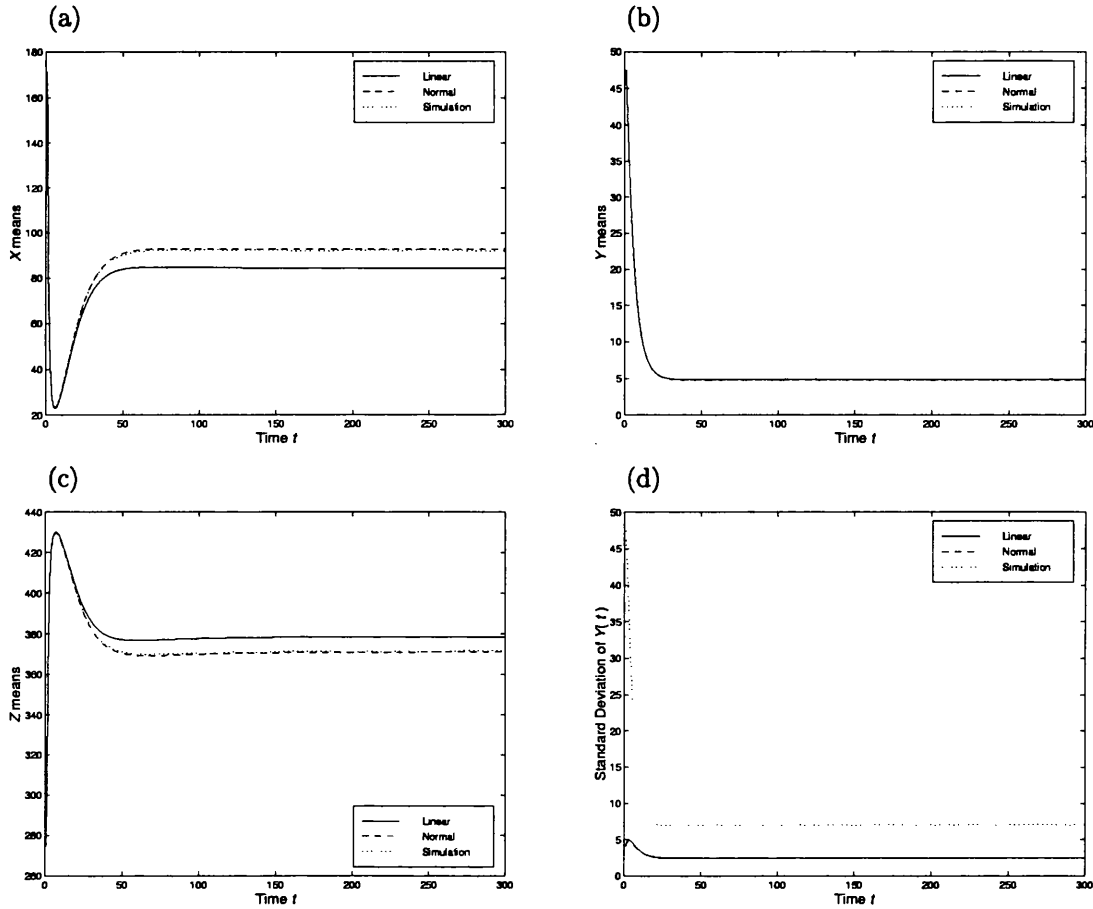 (a)
180
160
140
120
100
80
60
40
20
X means
0
50
100
150
200
250
300
Time t
Linear
Normal
Simulation
(b)
50
45
40
35
30
25
20
15
10
5
0
Y means
0
50
100
150
200
250
300
Time t
Linear
Normal
Simulation
(c)
440
420
400
380
360
340
320
300
280
260
Z means
0
50
100
150
200
250
300
Time t
Linear
Normal
Simulation
(d)
50
45
40
35
30
25
20
15
10
5
0
Standard Deviation of Y( t )
0
50
100
150
200
250
300
Time t
Linear
Normal
Simulation